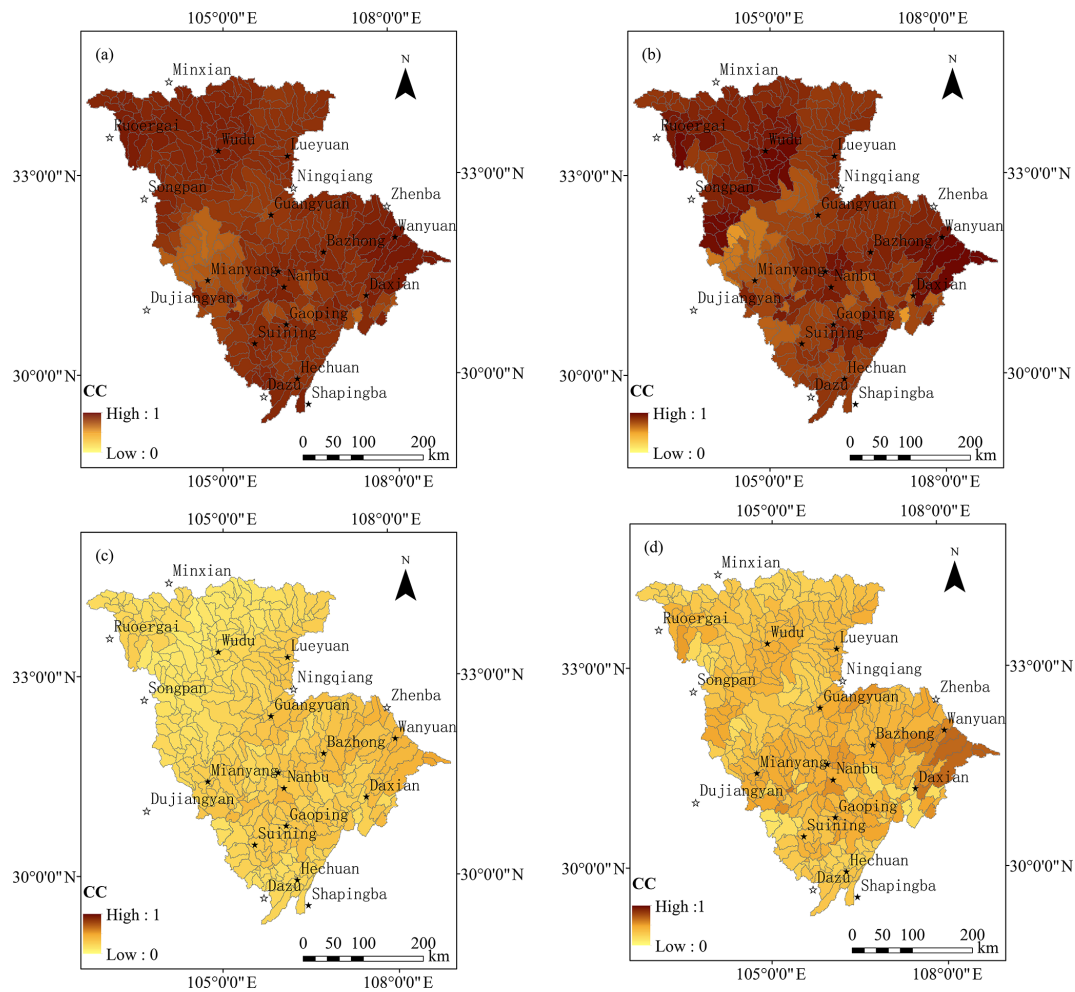 105°0'0"E 108°0'0"E
(a)
N
Minxian
Ruoergai
Wudu
Lueyuan
33°0'0"N
Songpan
Ningqiang
Zhenba
Guangyuan
Wanyuan
Bazhong
Mianyang
Nanbu
Daxian
Dujiangyan
Gaoping
Suining
30°0'0"N
Hechuan
Dazu
Shapingba
CC
High : 1
Low : 0
0 50 100 200
km
105°0'0"E 108°0'0"E
105°0'0"E 108°0'0"E
(b)
N
Minxian
Ruoergai
Wudu
Lueyuan
33°0'0"N 33°0'0"N
Songpan
Ningqiang
Zhenba
Guangyuan
Wanyuan
Bazhong
Mianyang
Nanbu
Daxian
Dujiangyan
Gaoping
Suining
30°0'0"N 30°0'0"N
Hechuan
Dazu
Shapingba
CC
High : 1
Low : 0
0 50 100 200
km
105°0'0"E 108°0'0"E
105°0'0"E 108°0'0"E
(c)
N
Minxian
Ruoergai
Wudu
Lueyuan
33°0'0"N 33°0'0"N
Songpan
Ningqiang
Zhenba
Guangyuan
Wanyuan
Bazhong
Mianyang
Nanbu
Daxian
Dujiangyan
Gaoping
Suining
30°0'0"N 30°0'0"N
Hechuan
Dazu
Shapingba
CC
High : 1
Low : 0
0 50 100 200
km
105°0'0"E 108°0'0"E
105°0'0"E 108°0'0"E
(d)
N
Minxian
Ruoergai
Wudu
Lueyuan
33°0'0"N 33°0'0"N
Songpan
Ningqiang
Zhenba
Guangyuan
Wanyuan
Bazhong
Mianyang
Nanbu
Daxian
Dujiangyan
Gaoping
Suining
30°0'0"N 30°0'0"N
Hechuan
Dazu
Shapingba
CC
High :1
Low : 0
0 50 100 200
km
105°0'0"E 108°0'0"E